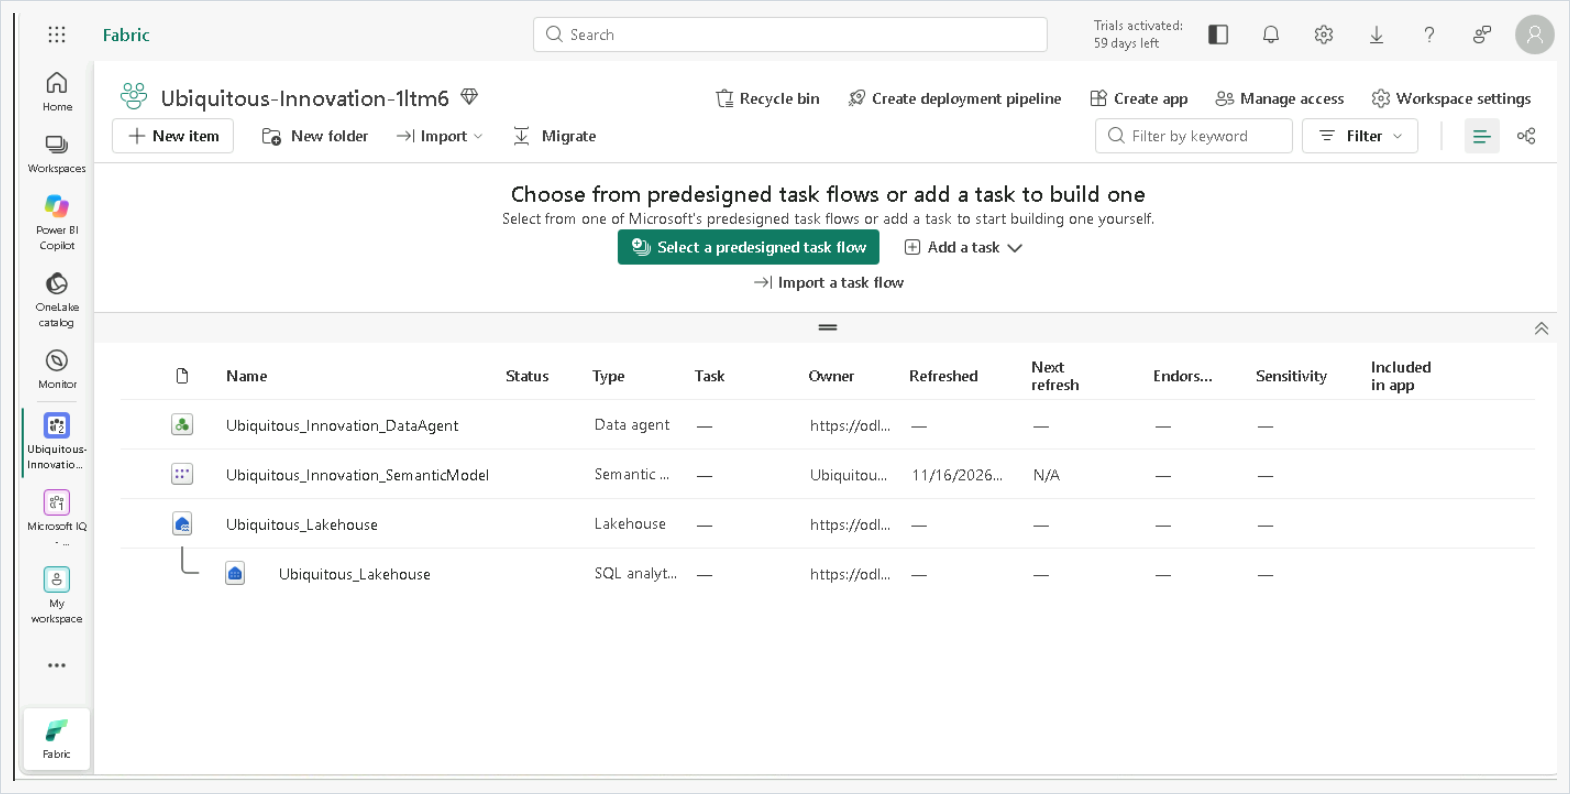 Fabric
Search
Trials activated:
59 days left
Home
Workspaces
Power BI
Copilot
OneLake
catalog
Monitor
2
Ubiquitous-
Innovatio...
1
Microsoft IQ
- ...
My
workspace
Fabric
Ubiquitous-Innovation-1ltm6
Recycle bin
Create deployment pipeline
Create app
Manage access
Workspace settings
New item
New folder
Import
Migrate
Filter by keyword
Filter
Choose from predesigned task flows or add a task to build one
Select from one of Microsoft's predesigned task flows or add a task to start building one yourself.
Select a predesigned task flow
Add a task
Import a task flow
Name Status Type Task Owner Refreshed Next refresh Endors... Sensitivity Included in app
Ubiquitous_Innovation_DataAgent Data agent — https://odl... — — — —
Ubiquitous_Innovation_SemanticModel Semantic ... — Ubiquitou... 11/16/2026... N/A — —
Ubiquitous_Lakehouse Lakehouse — https://odl... — — — —
Ubiquitous_Lakehouse SQL analyt... — https://odl... — — — —